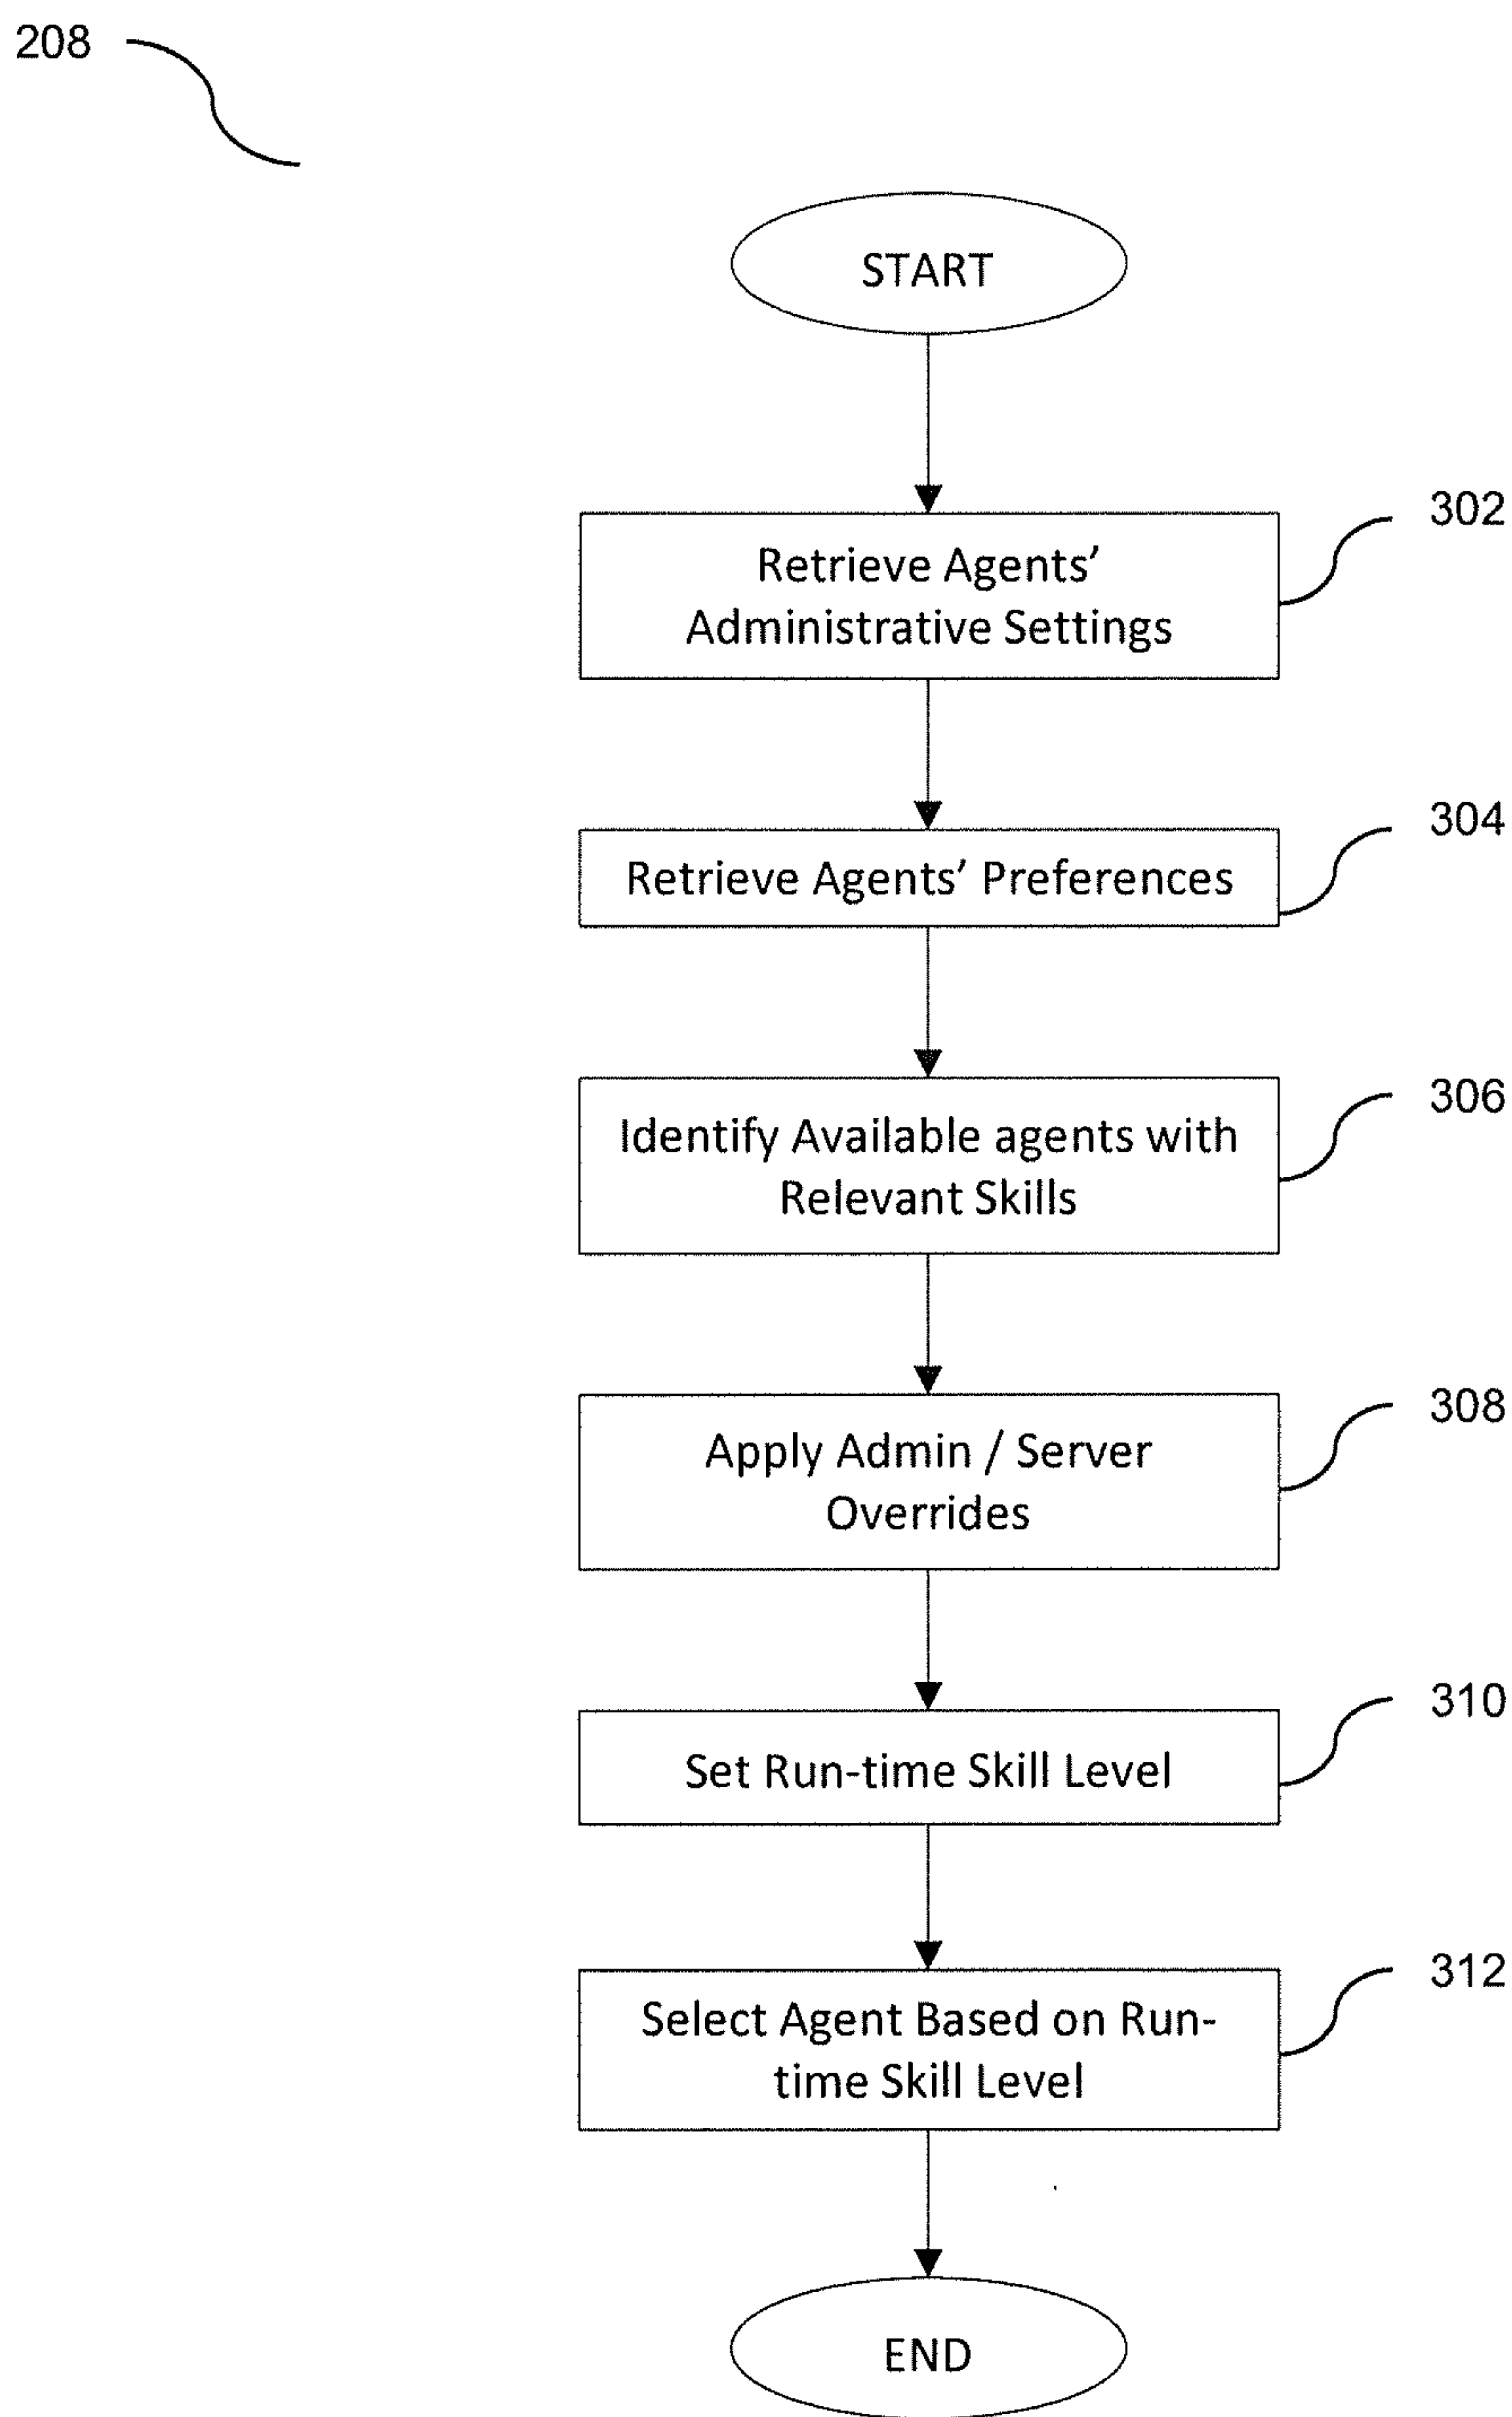 208
START
302
Retrieve Agents’
Administrative Settings
304
Retrieve Agents’ Preferences
306
Identify Available agents with
Relevant Skills
308
Apply Admin / Server
Overrides
310
Set Run-time Skill Level
312
Select Agent Based on Run-
time Skill Level
END